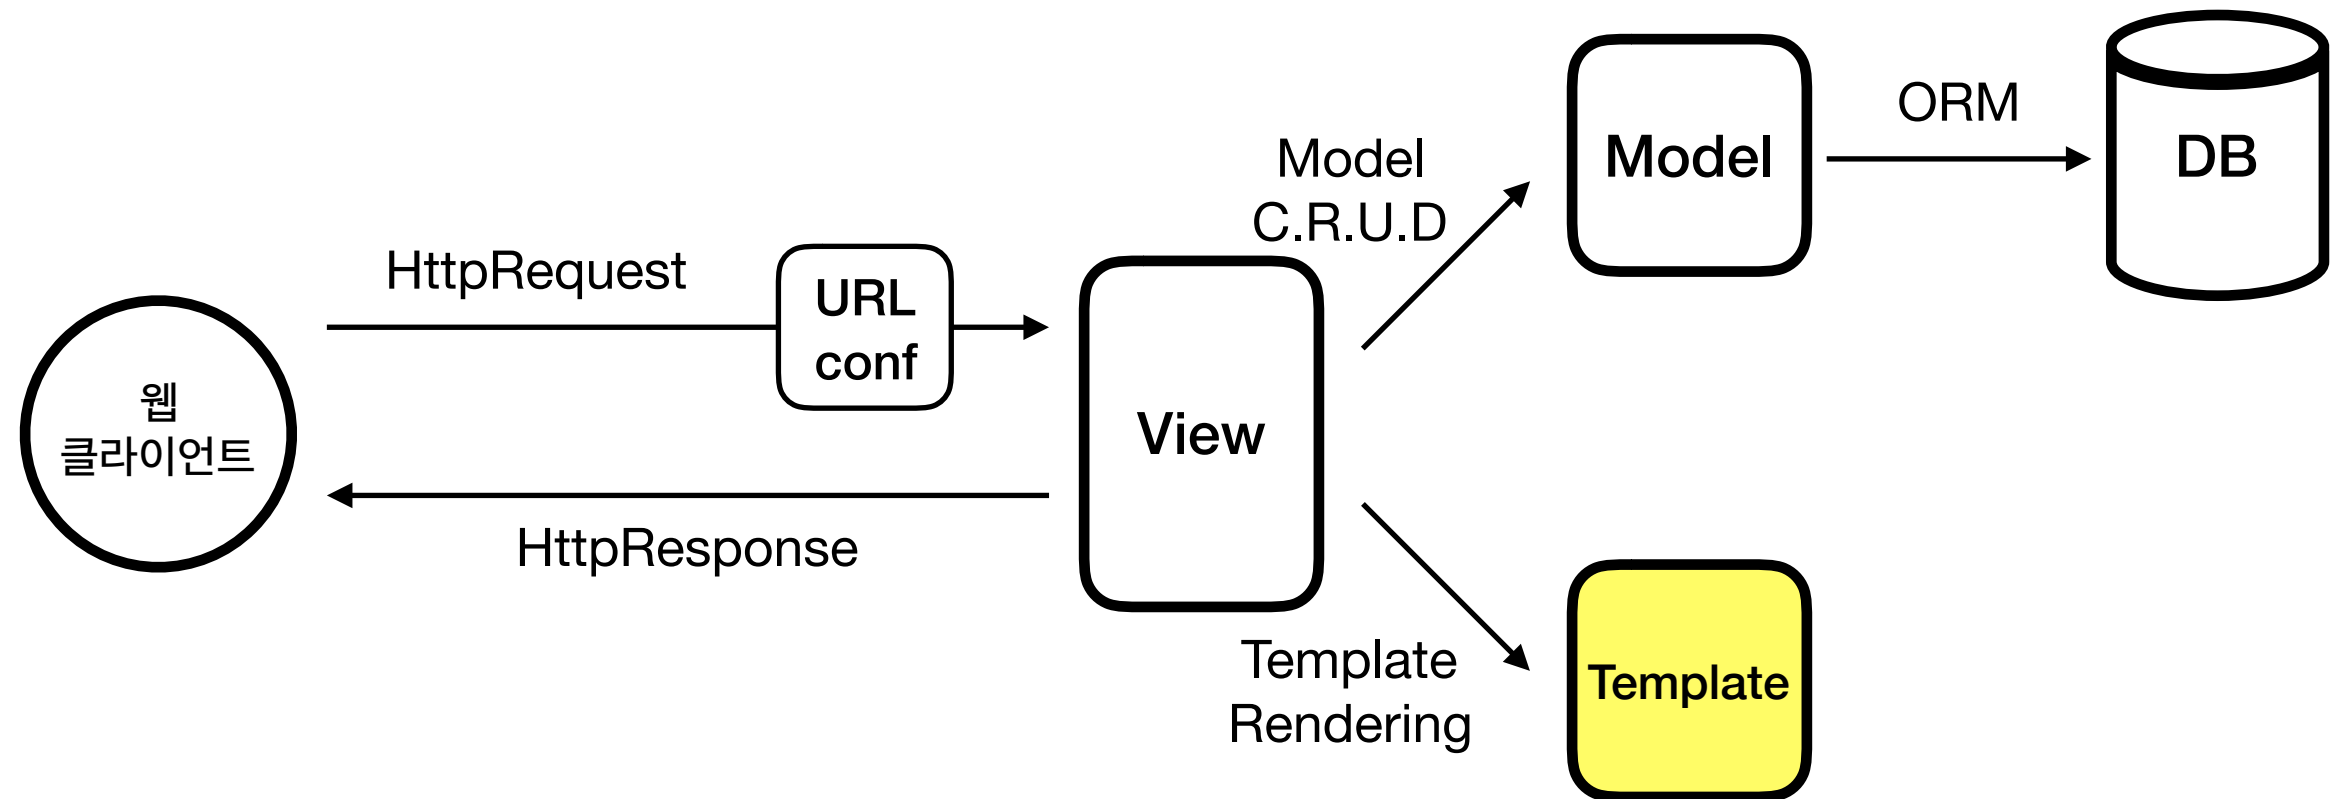 웹
클라이언트
HttpRequest
URL
conf
HttpResponse
View
Model
C.R.U.D
Model
ORM
DB
Template
Rendering
Template